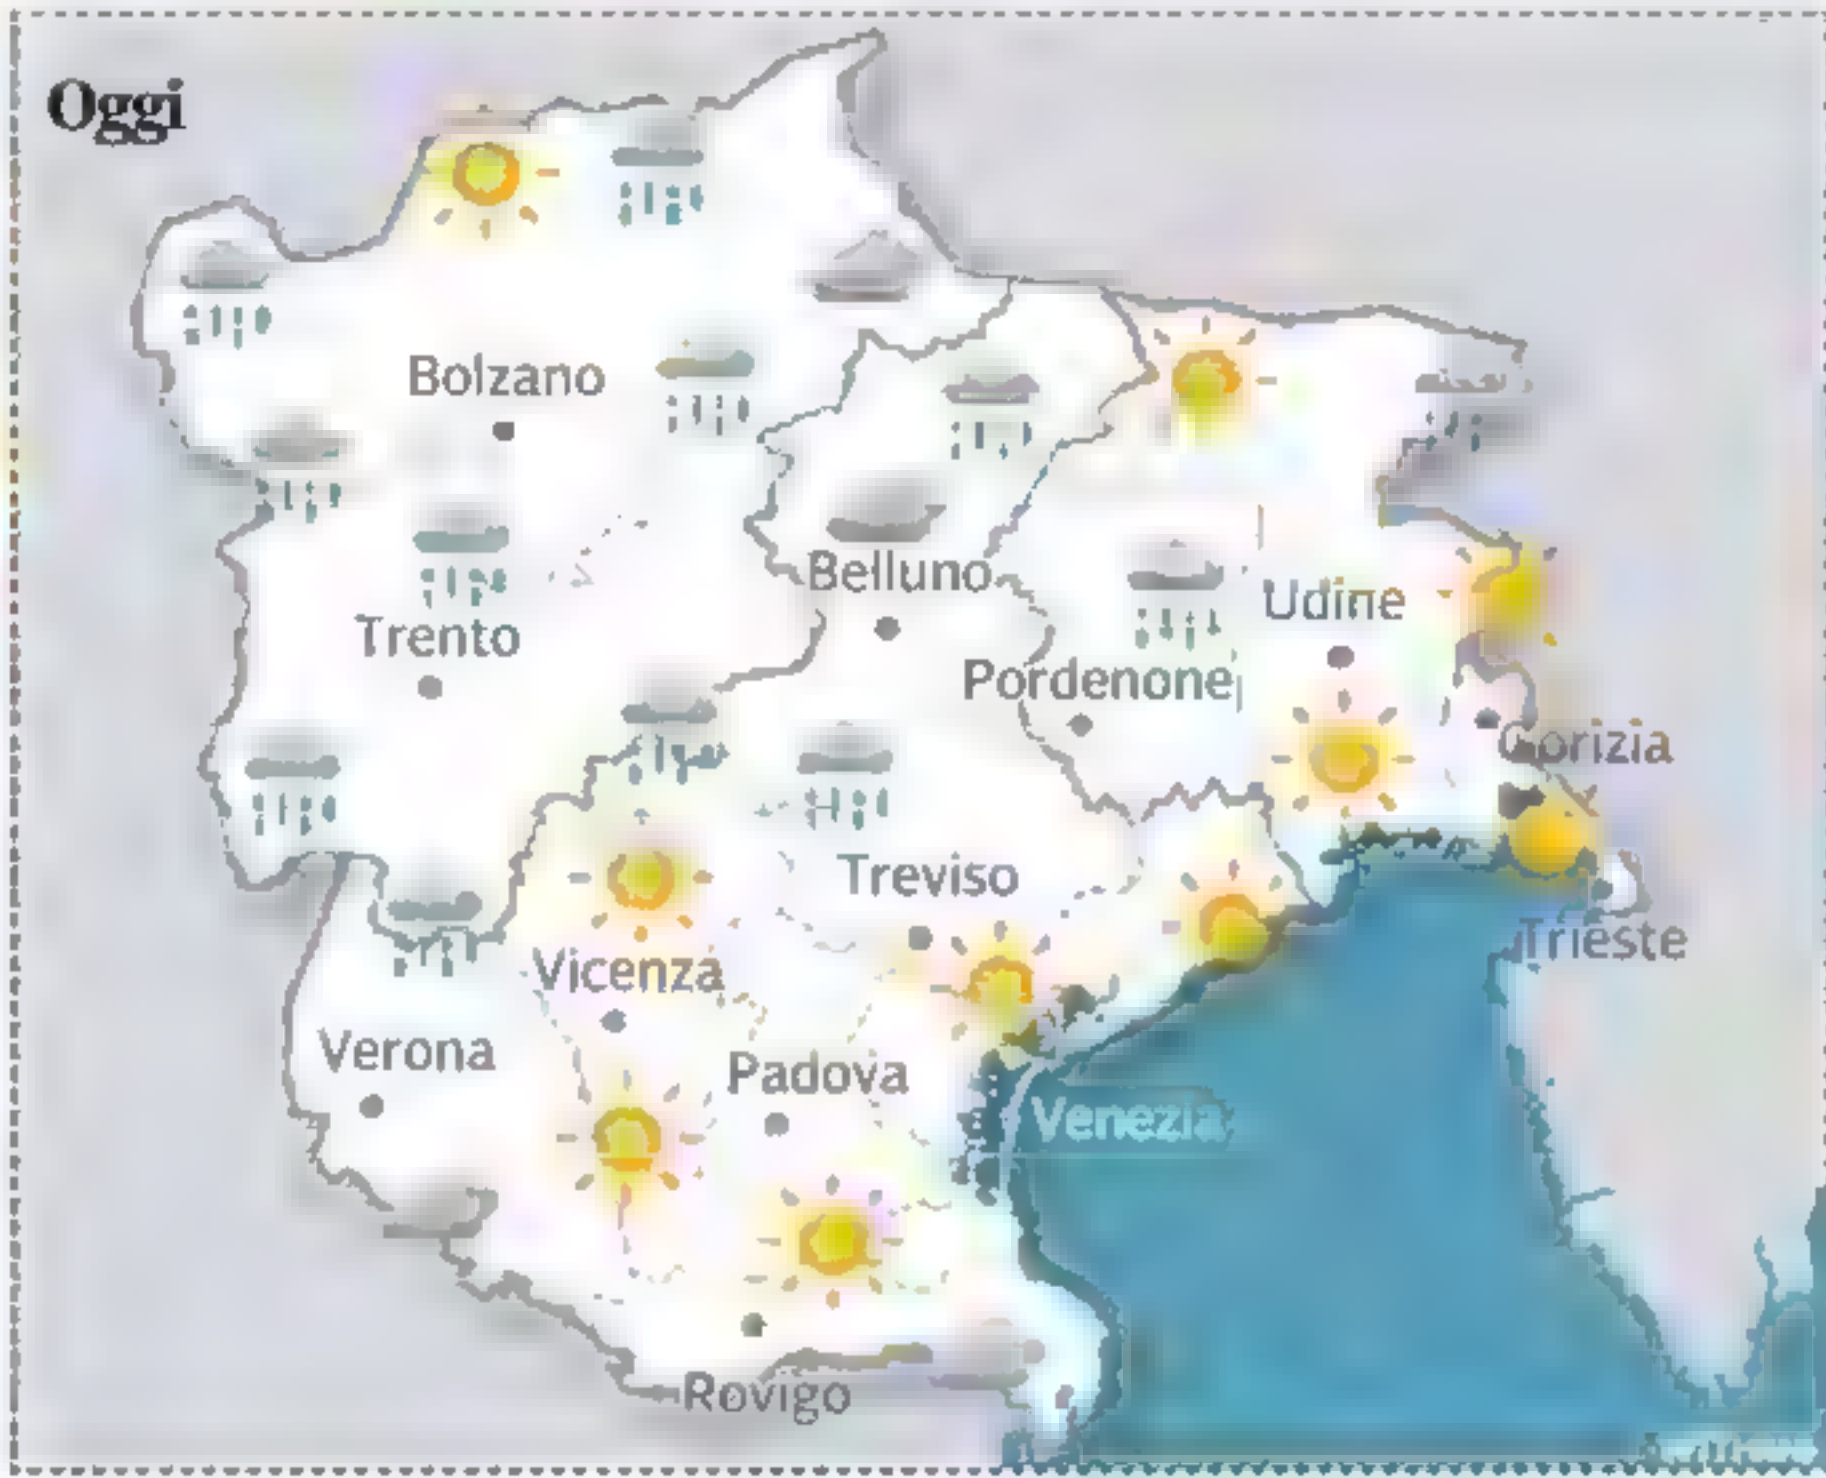 Oggi
Bolzano
Trento
Belluno
Udine
Pordenone
Gorizia
Treviso
Trieste
Vicenza
Verona
Padova
Venezia
Rovigo